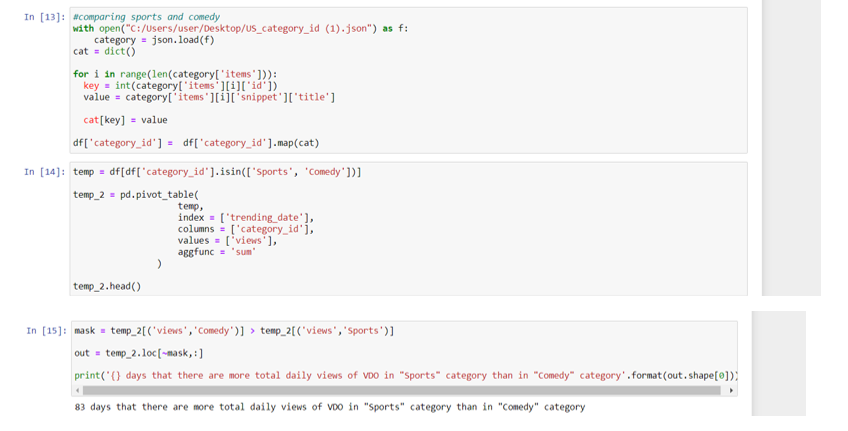 In [13]: #comparing sports and comedy
with open("C:/Users/user/Desktop/US_category_id (1).json") as f:
    category = json.load(f)
cat = dict()
for i in range(len(category['items'])):
  key = int(category['items'][i]['id'])
  value = category['items'][i]['snippet']['title']
  cat[key] = value
df['category_id'] =  df['category_id'].map(cat)
In [14]: temp = df[df['category_id'].isin(['Sports', 'Comedy'])]
temp_2 = pd.pivot_table(
                    temp,
                    index = ['trending_date'],
                    columns = ['category_id'],
                    values = ['views'],
                    aggfunc = 'sum'
                )
temp_2.head()
In [15]: mask = temp_2[('views','Comedy')] > temp_2[('views','Sports')]
out = temp_2.loc[~mask,:]
print('{} days that there are more total daily views of VDO in "Sports" category than in "Comedy" category'.format(out.shape[0]))
83 days that there are more total daily views of VDO in "Sports" category than in "Comedy" category